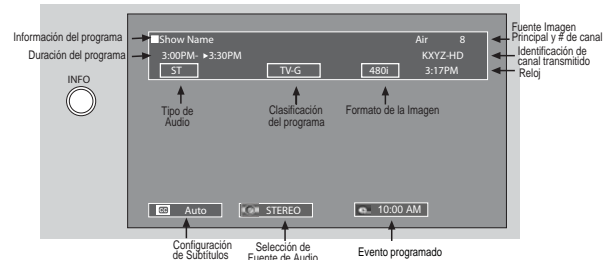 Fuente Imagen
Principal y # de canal
Información del programa
■Show Name
Air 8
Identificación de
canal transmitido
Duración del programa
3:00PM- ►3:30PM
KXYZ-HD
ST
TV-G
480i
3:17PM
Reloj
INFO
Tipo de
Audio
Clasificación
del programa
Formato de la Imagen
CC Auto
STEREO
10:00 AM
Configuración
de Subtítulos
Selección de
Fuente de Audio
Evento programado